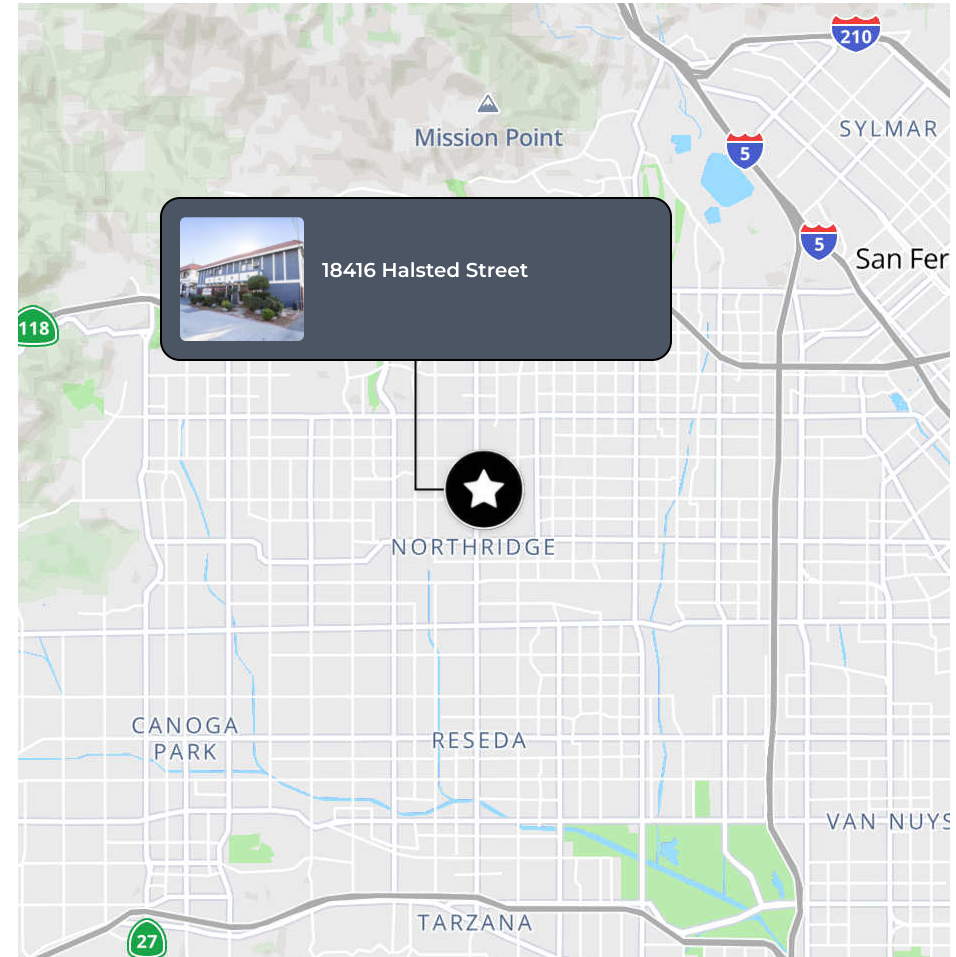 210
SYLMAR
Mission Point
5
5
San Fer
18416 Halsted Street
118
NORTHRIDGE
CANOGA
PARK
RESEDA
VAN NUYS
TARZANA
27